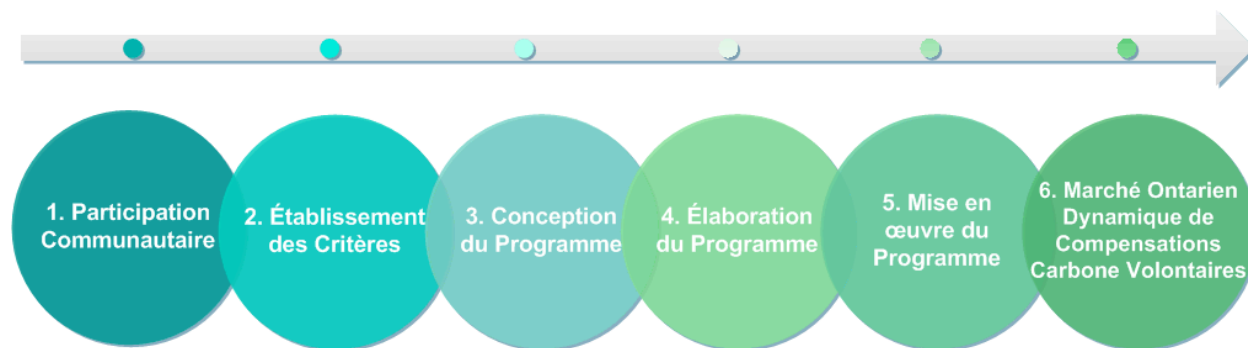 1. Participation
Communautaire
2. Établissement
des Critères
3. Conception
du Programme
4. Élaboration
du Programme
5. Mise en
œuvre du
Programme
6. Marché Ontarien
Dynamique de
Compensations
Carbone Volontaires